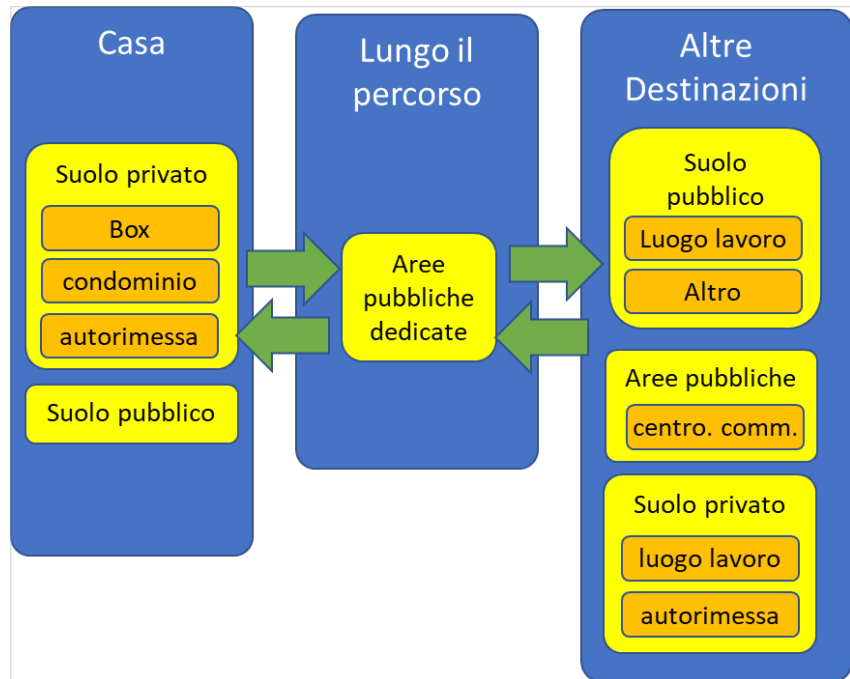 Casa
Suolo privato
Box
condominio
autorimessa
Suolo pubblico
Lungo il
percorso
Aree
pubbliche
dedicate
Altre
Destinazioni
Suolo
pubblico
Luogo lavoro
Altro
Aree pubbliche
centro. comm.
Suolo privato
luogo lavoro
autorimessa